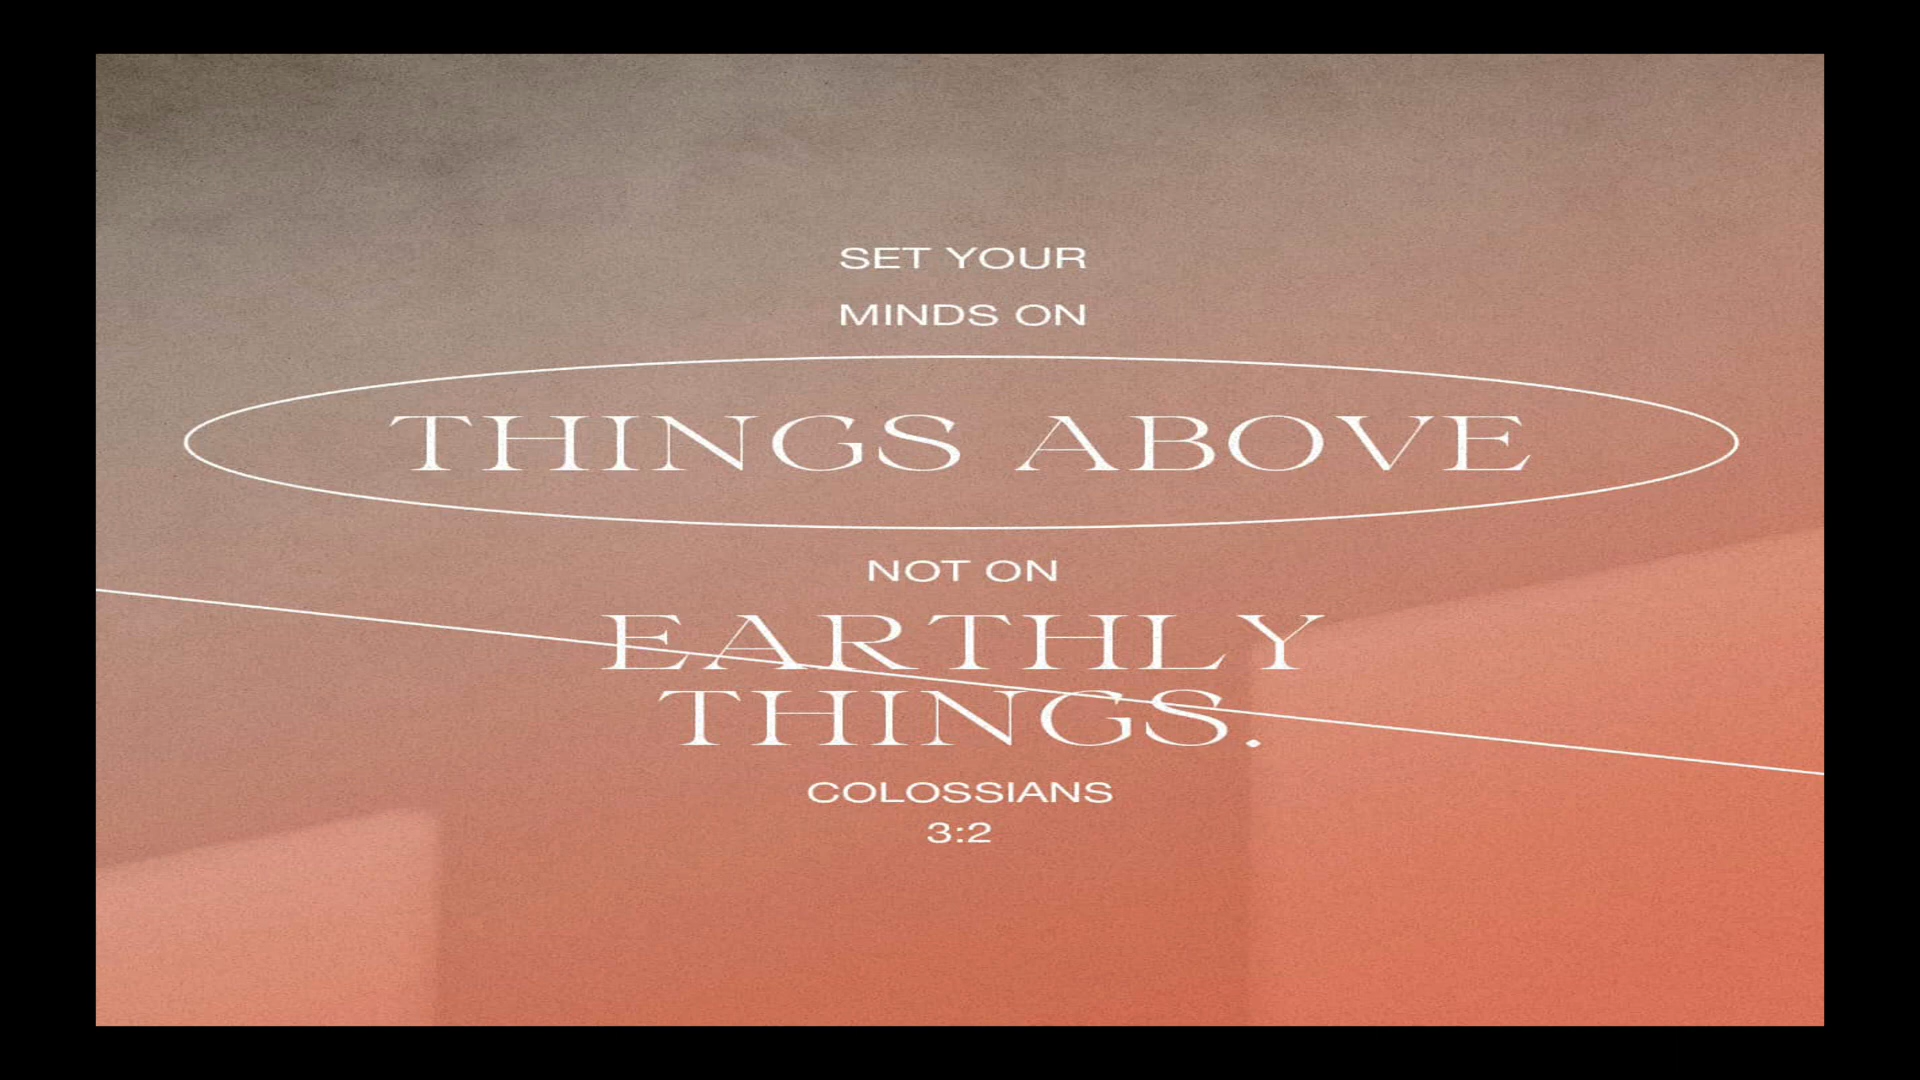 SET YOUR
MINDS ON
THINGS ABOVE
NOT ON
EARTHLY
THINGS.
COLOSSIANS
3:2